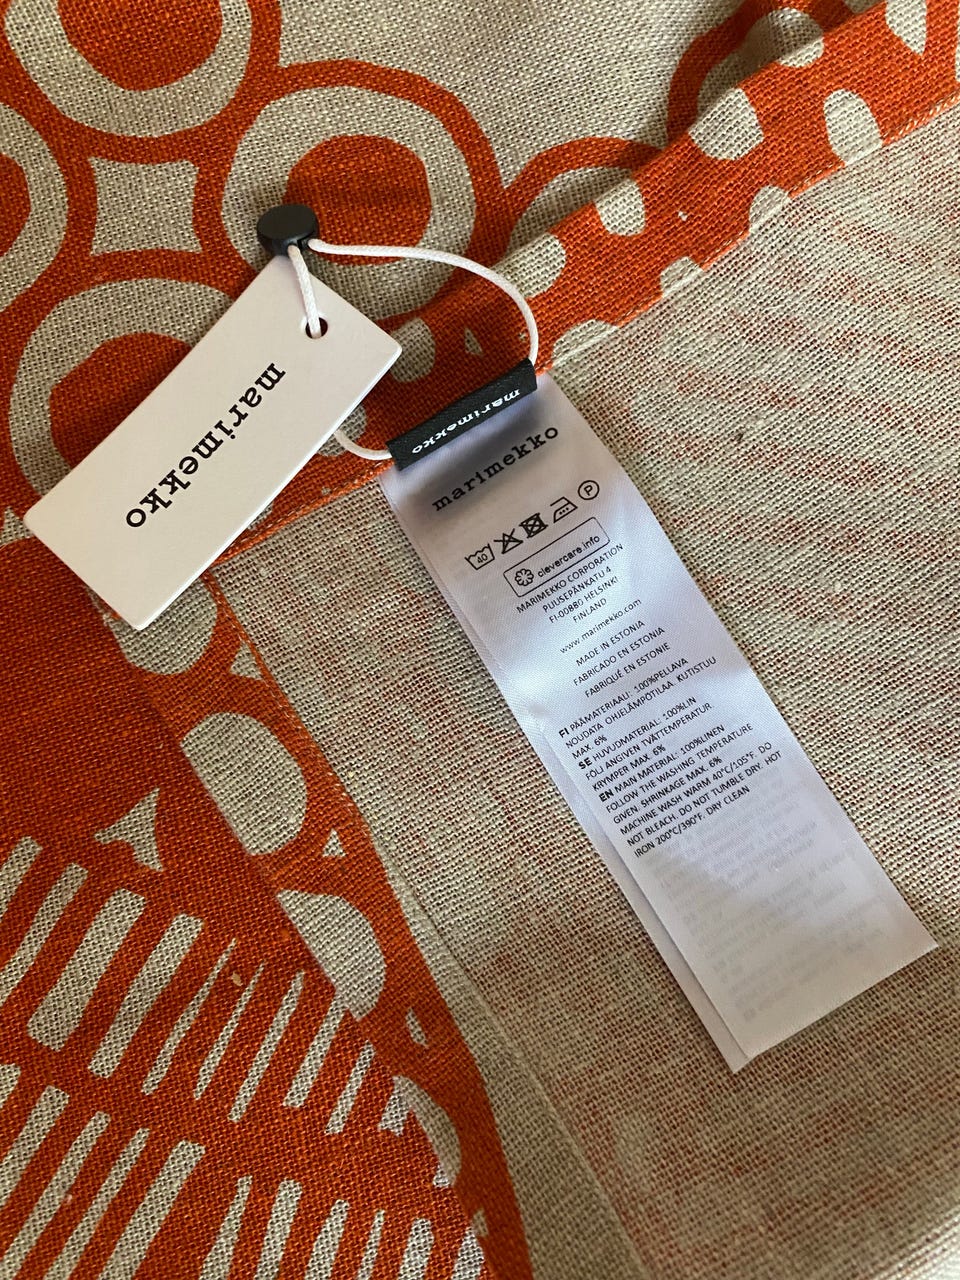 marimekko
marimekko
marimekko
40
P
clevercare.info
MARIMEKKO CORPORATION
PUUSEPÄNKATU 4
FI-00880 HELSINKI
FINLAND
www.marimekko.com
MADE IN ESTONIA
FABRICADO EN ESTONIA
FABRIQUÉ EN ESTONIE
FI PÄÄMATERIAALI: 100%PELLAVA
NOUDATA OHJELÄMPÖTILAA KUTISTUU
MAX. 6%
SE HUVUDMATERIAL: 100%LIN
FÖLJ ANGIVEN TVÄTTEMPERATUR.
KRYMPER MAX. 6%
EN MAIN MATERIAL: 100%LINEN
FOLLOW THE WASHING TEMPERATURE
GIVEN. SHRINKAGE MAX. 6%
MACHINE WASH WARM 40°C/105°F. DO
NOT BLEACH. DO NOT TUMBLE DRY. HOT
IRON 200°C/390°F. DRY CLEAN